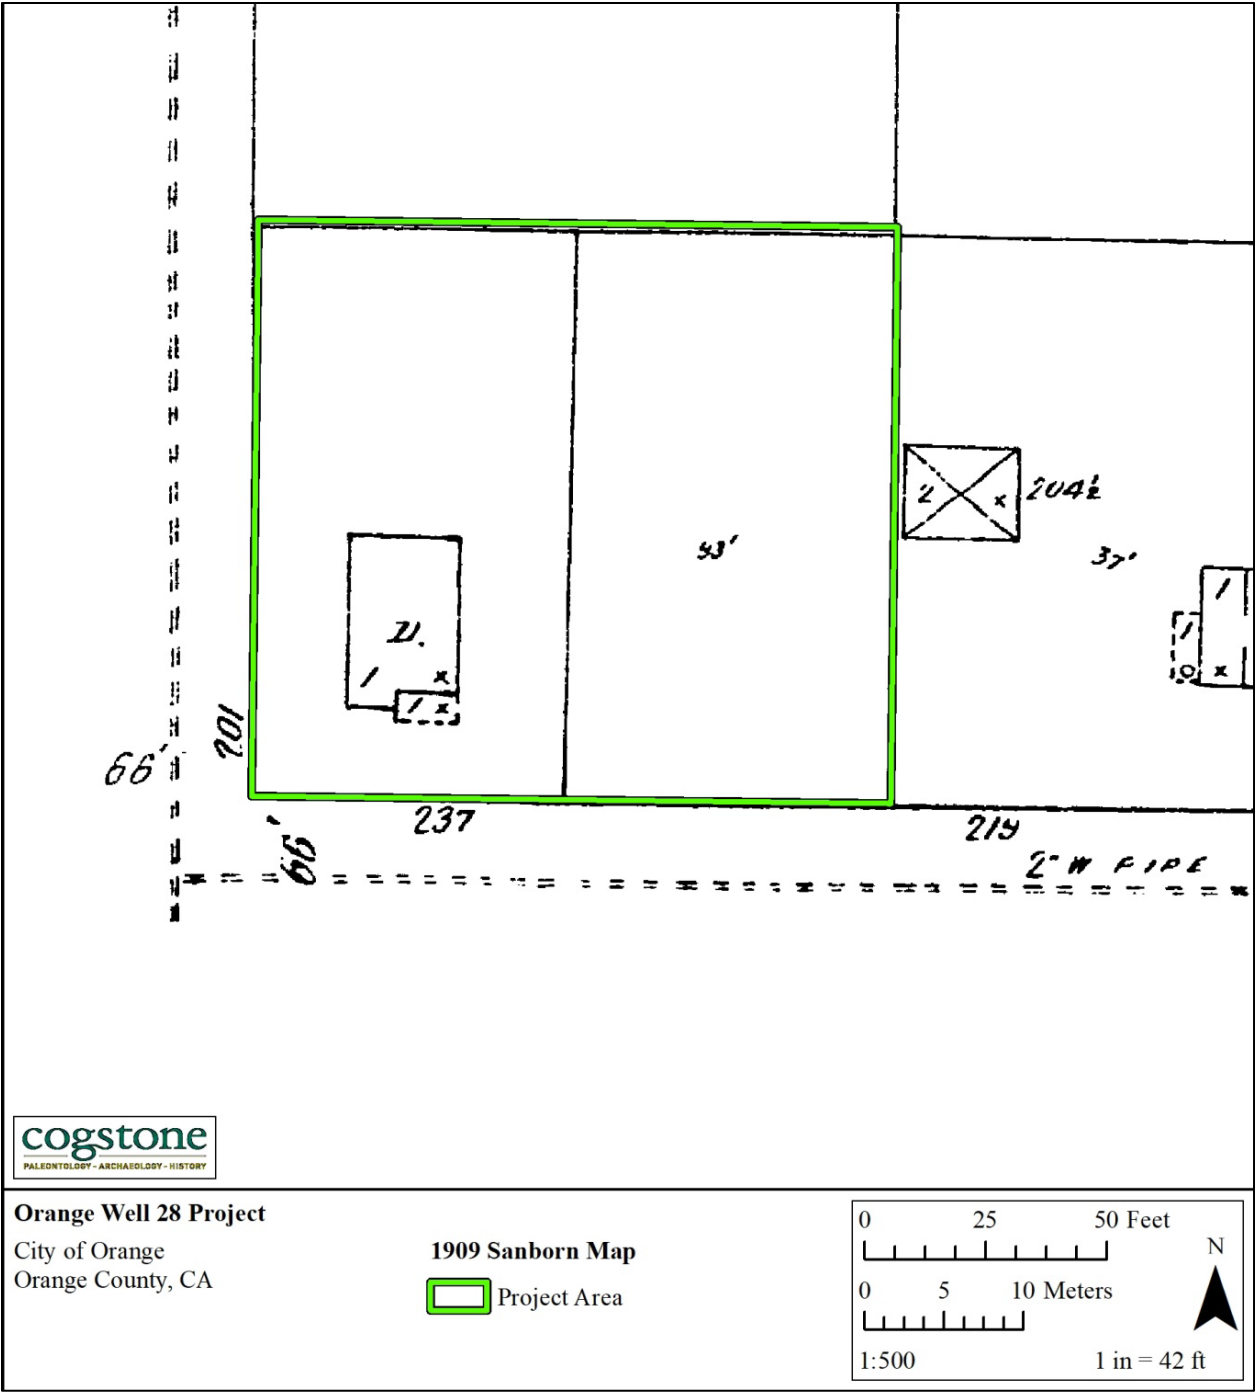 2 x 204½
93'
37'
1
D.
1
1 x
o x
1 x
201
66'
237
219
66'
2" W PIPE
cogstone
PALEONTOLOGY - ARCHAEOLOGY - HISTORY
Orange Well 28 Project
City of Orange
Orange County, CA
1909 Sanborn Map
Project Area
0 25 50 Feet
0 5 10 Meters
1:500 1 in = 42 ft
N